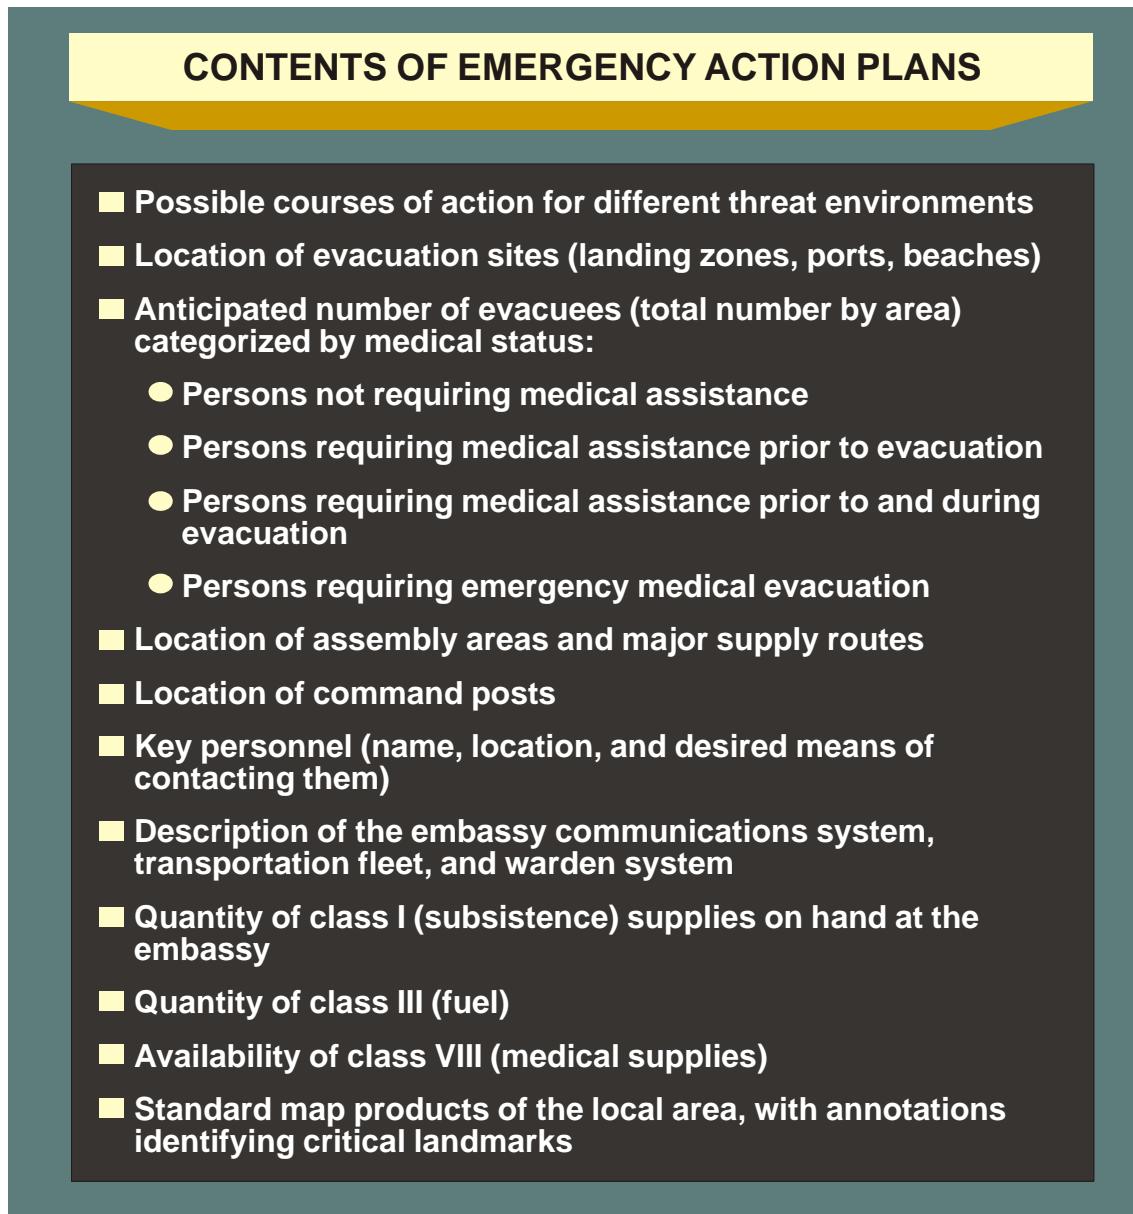 CONTENTS OF EMERGENCY ACTION PLANS
Possible courses of action for different threat environments
Location of evacuation sites (landing zones, ports, beaches)
Anticipated number of evacuees (total number by area)
categorized by medical status:
Persons not requiring medical assistance
Persons requiring medical assistance prior to evacuation
Persons requiring medical assistance prior to and during
evacuation
Persons requiring emergency medical evacuation
Location of assembly areas and major supply routes
Location of command posts
Key personnel (name, location, and desired means of
contacting them)
Description of the embassy communications system,
transportation fleet, and warden system
Quantity of class I (subsistence) supplies on hand at the
embassy
Quantity of class III (fuel)
Availability of class VIII (medical supplies)
Standard map products of the local area, with annotations
identifying critical landmarks